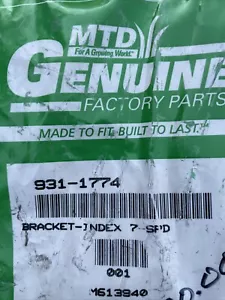 MTD
For A Growing World.
GENUINE
FACTORY PARTS
MADE TO FIT. BUILT TO LAST.™
931-1774
BRACKET-INDEX 7-SPD
001
M613940